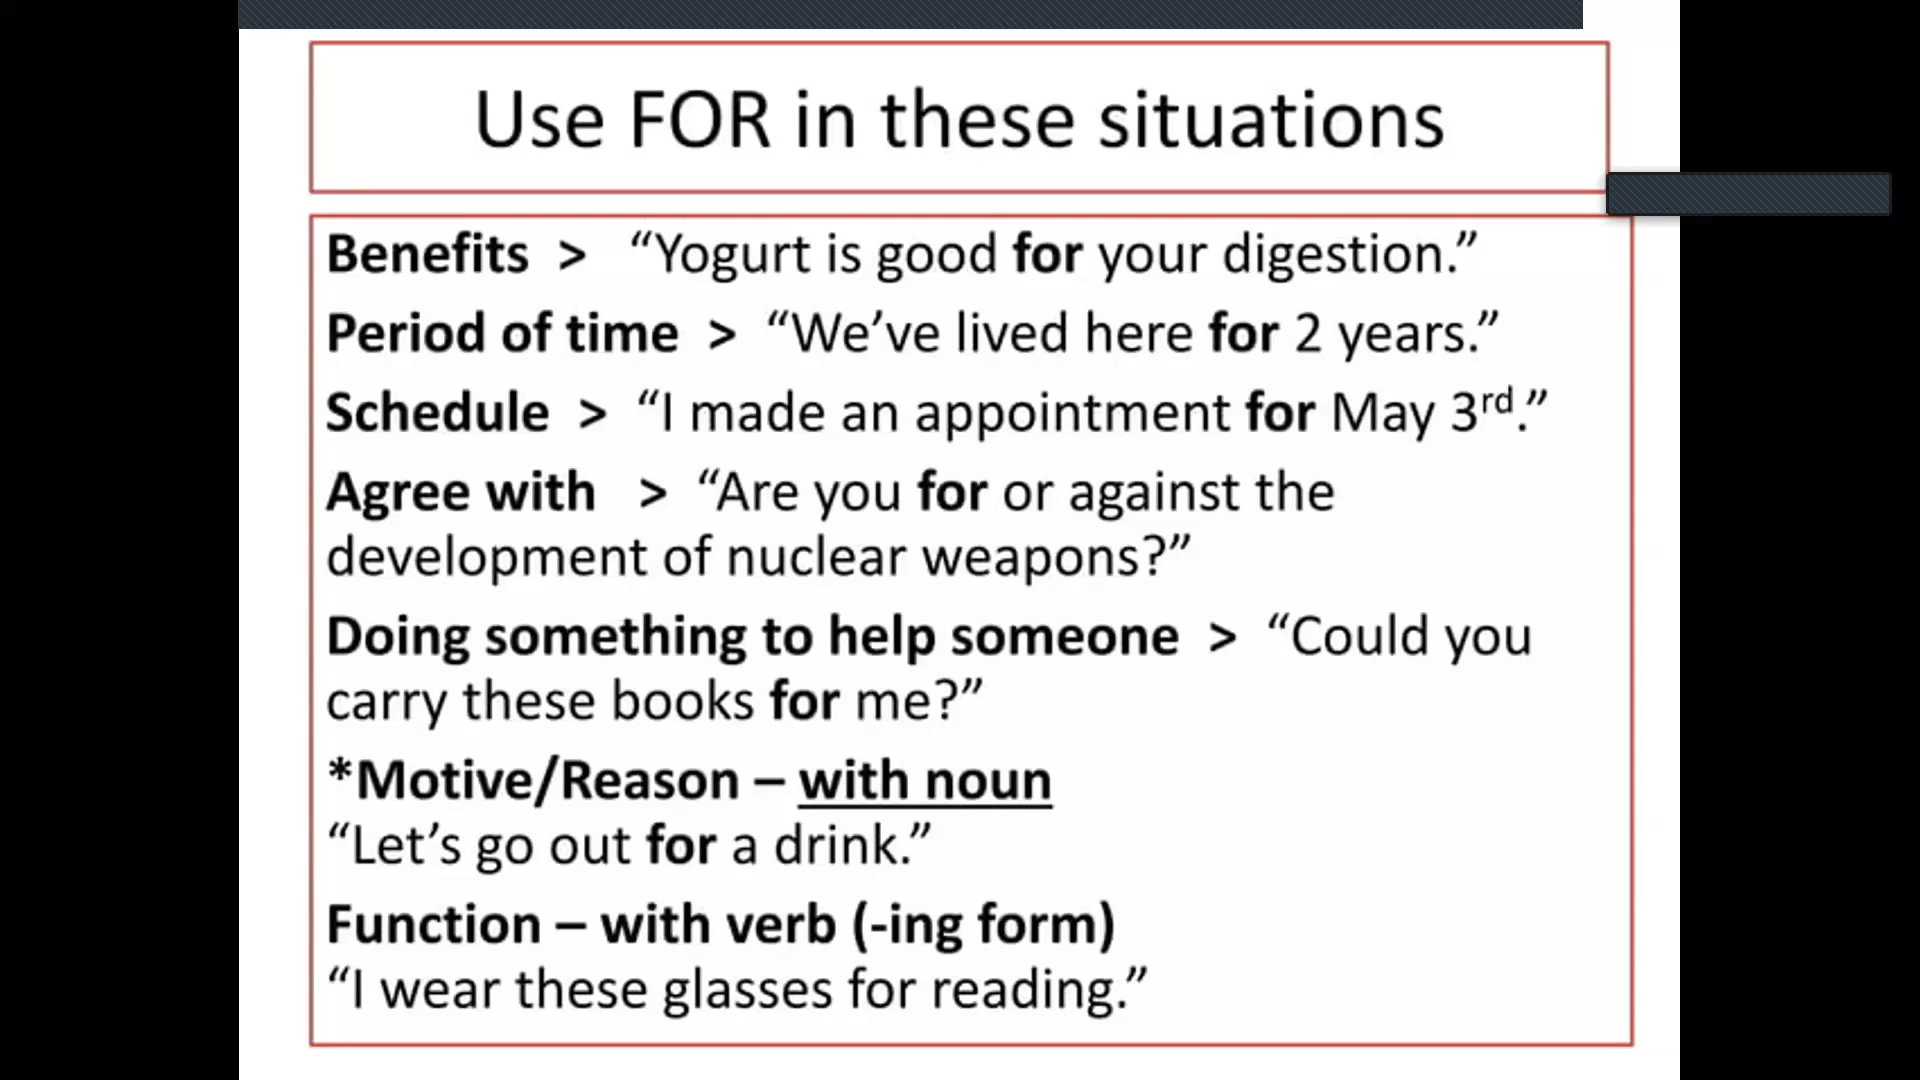 Use FOR in these situations
Benefits > “Yogurt is good for your digestion.”
Period of time > “We’ve lived here for 2 years.”
Schedule > “I made an appointment for May 3rd.”
Agree with > “Are you for or against the
development of nuclear weapons?”
Doing something to help someone > “Could you
carry these books for me?”
*Motive/Reason – with noun
“Let’s go out for a drink.”
Function – with verb (-ing form)
“I wear these glasses for reading.”